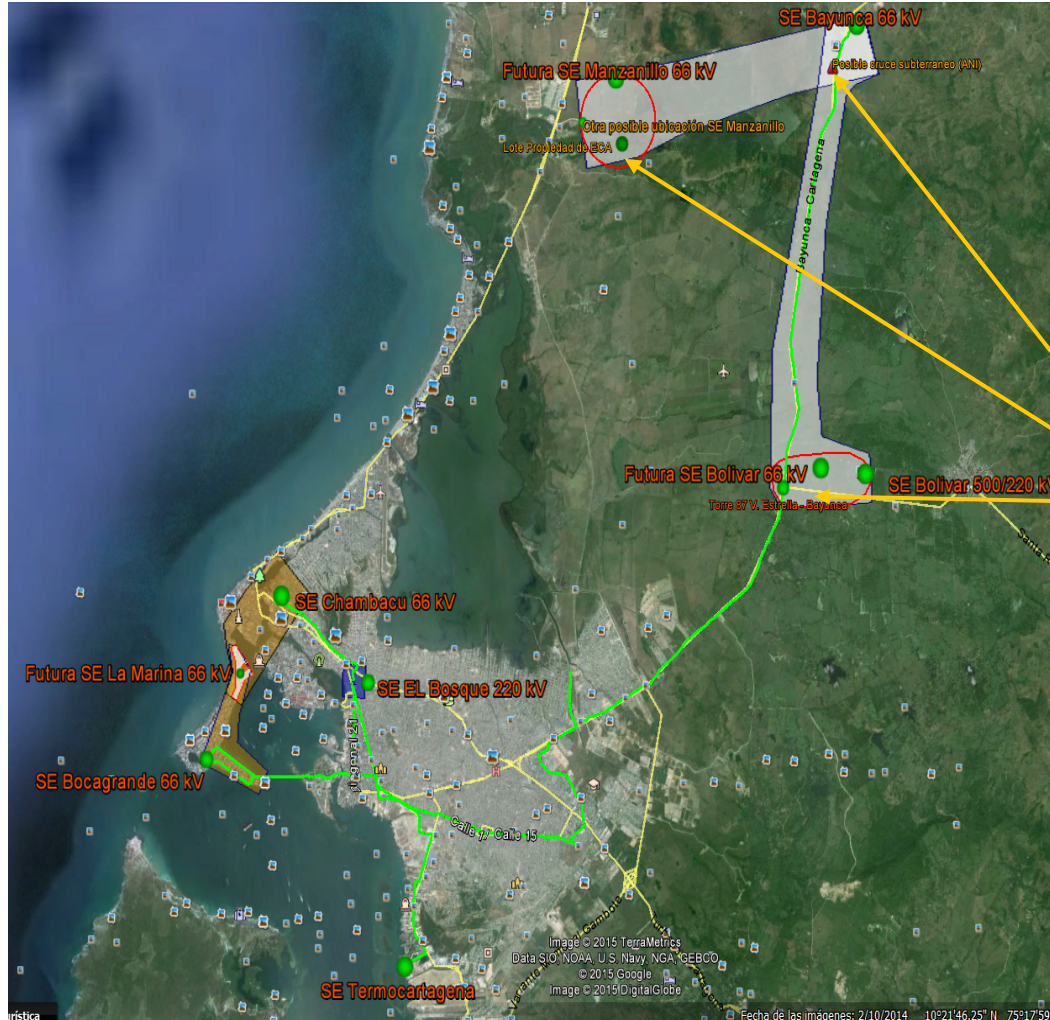 SE Bayunca 66 kV
Posible cruce subterraneo (ANI)
Futura SE Manzanillo 66 kV
Otra posible ubicación SE Manzanillo
Lote Propiedad de ECA
Bayunca - Cartagena
Futura SE Bolivar 66 kV
SE Bolivar 500/220 kV
Torre 87 V. Estrella - Bayunca
SE Chambacu 66 kV
Futura SE La Marina 66 kV
SE EL Bosque 220 kV
SE Bocagrande 66 kV
Calle 15
SE Termocartagena
Image © 2015 TerraMetrics
Data SIO, NOAA, U.S. Navy, NGA, GEBCO
© 2015 Google
Image © 2015 DigitalGlobe
urística
Fecha de las imágenes: 2/10/2014 10°21'46.25" N 75°17'59